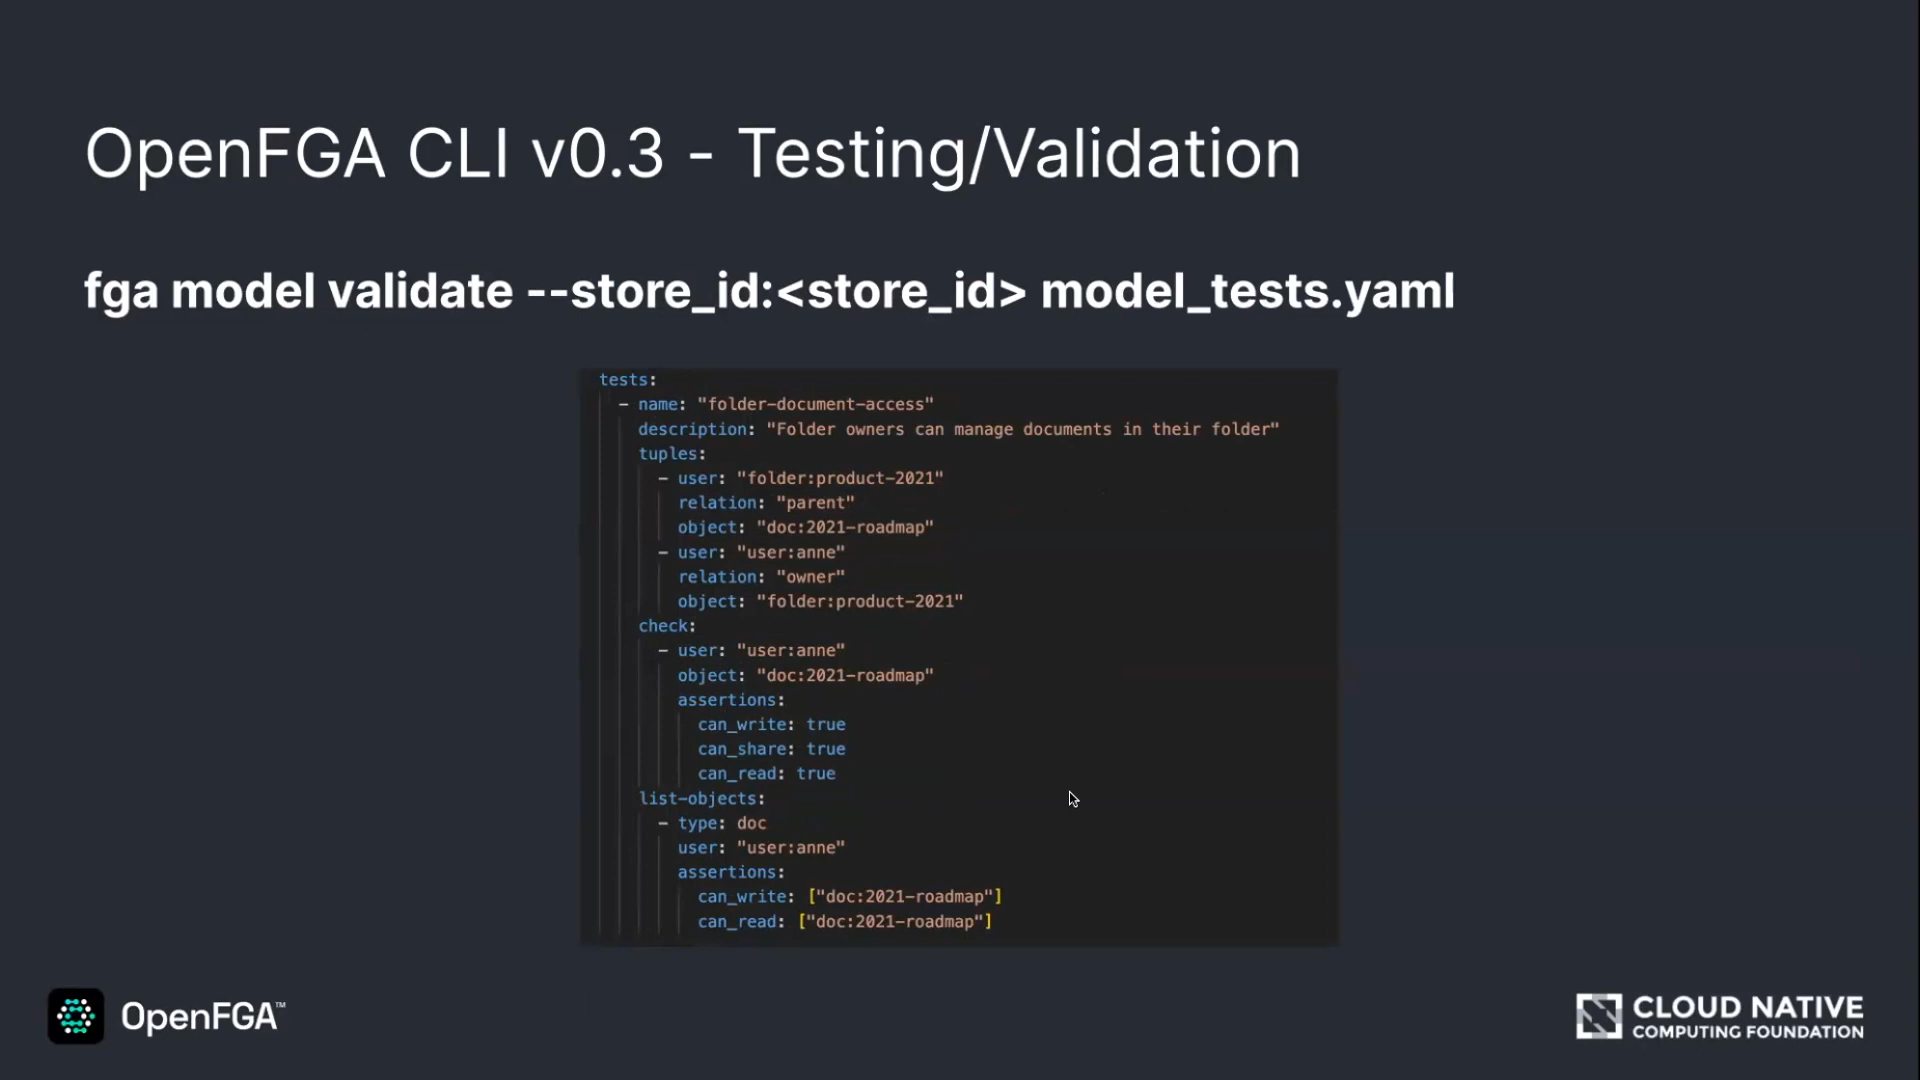 OpenFGA CLI v0.3 - Testing/Validation
fga model validate --store_id:<store_id> model_tests.yaml
tests:
- name: "folder-document-access"
description: "Folder owners can manage documents in their folder"
tuples:
- user: "folder:product-2021"
relation: "parent"
object: "doc:2021-roadmap"
- user: "user:anne"
relation: "owner"
object: "folder:product-2021"
check:
- user: "user:anne"
object: "doc:2021-roadmap"
assertions:
can_write: true
can_share: true
can_read: true
list-objects:
- type: doc
user: "user:anne"
assertions:
can_write: ["doc:2021-roadmap"]
can_read: ["doc:2021-roadmap"]
OpenFGA™
CLOUD NATIVE
COMPUTING FOUNDATION